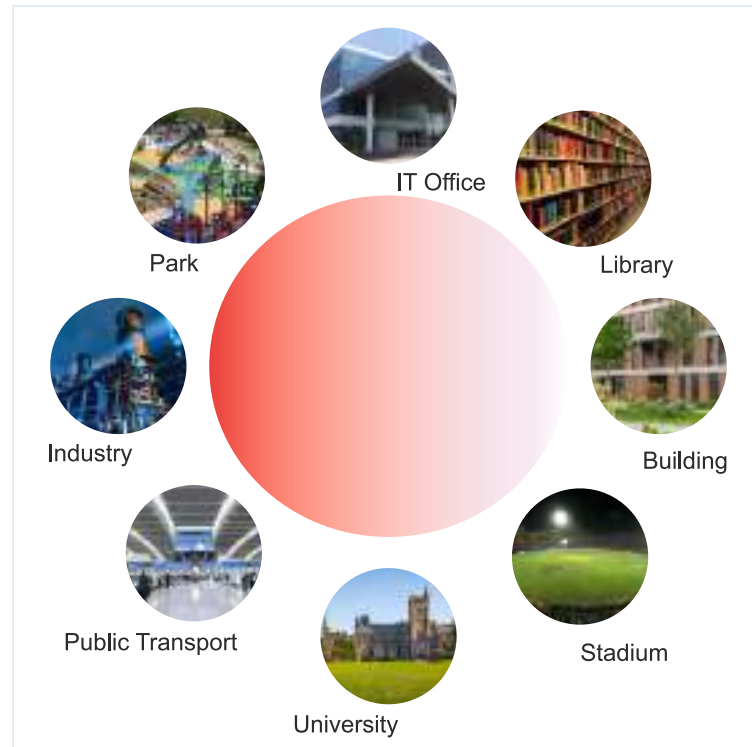 IT Office
Library
Park
Building
Industry
Stadium
Public Transport
University